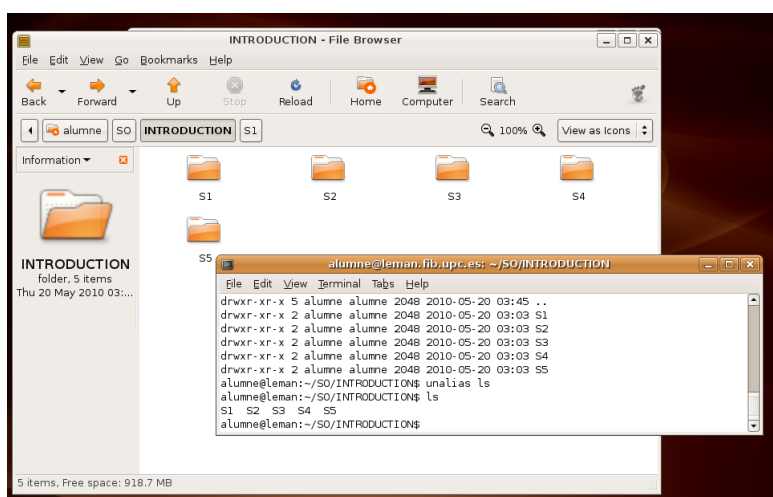 INTRODUCTION - File Browser
File Edit View Go Bookmarks Help
Back Forward Up Stop Reload Home Computer Search
alumne SO INTRODUCTION S1 100% View as Icons
Information
S1 S2 S3 S4
S5
INTRODUCTION
folder, 5 items
Thu 20 May 2010 03:...
alumne@leman.fib.upc.es: ~/SO/INTRODUCTION
File Edit View Terminal Tabs Help
drwxr-xr-x 5 alumne alumne 2048 2010-05-20 03:45 ..
drwxr-xr-x 2 alumne alumne 2048 2010-05-20 03:03 S1
drwxr-xr-x 2 alumne alumne 2048 2010-05-20 03:03 S2
drwxr-xr-x 2 alumne alumne 2048 2010-05-20 03:03 S3
drwxr-xr-x 2 alumne alumne 2048 2010-05-20 03:03 S4
drwxr-xr-x 2 alumne alumne 2048 2010-05-20 03:03 S5
alumne@leman:~/SO/INTRODUCTION$ unalias ls
alumne@leman:~/SO/INTRODUCTION$ ls
S1 S2 S3 S4 S5
alumne@leman:~/SO/INTRODUCTION$
5 items, Free space: 918.7 MB